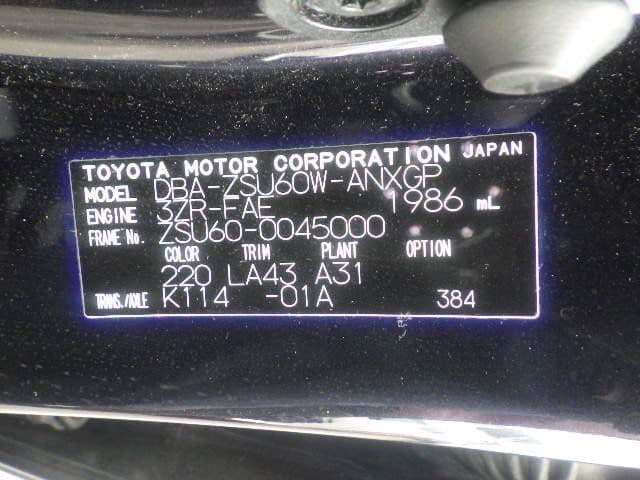 TOYOTA MOTOR CORPORATION JAPAN
MODEL DBA-ZSU60W-ANXGP
ENGINE 3ZR-FAE 1986 mL
FRAME No. ZSU60-0045000
COLOR TRIM PLANT OPTION
220 LA43 A31
TRANS./AXLE K114 -01A 384